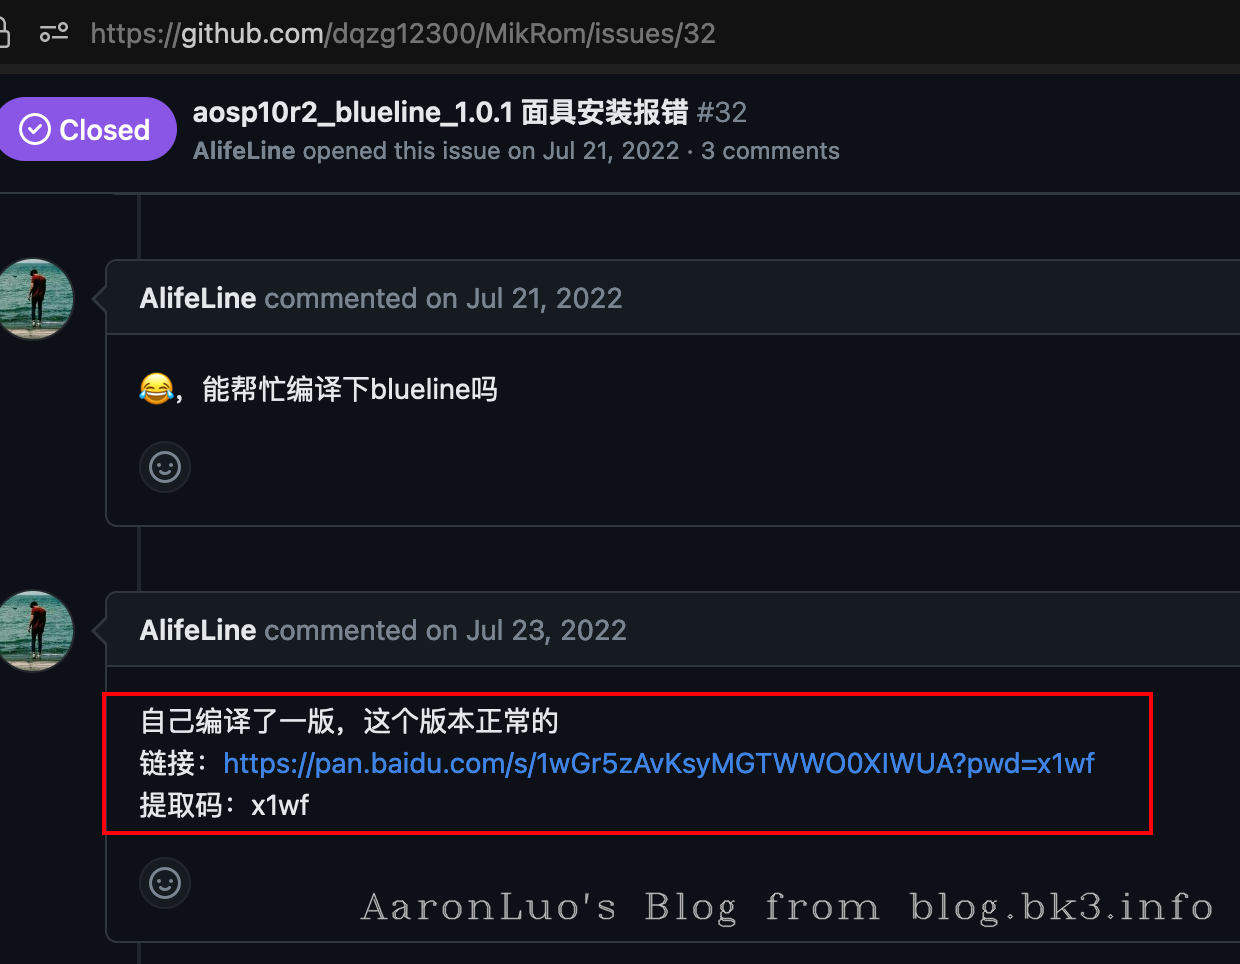 https://github.com/dqzg12300/MikRom/issues/32
Closed
aosp10r2_blueline_1.0.1 面具安装报错 #32
AlifeLine opened this issue on Jul 21, 2022 · 3 comments
AlifeLine commented on Jul 21, 2022
😂，能帮忙编译下blueline吗
AlifeLine commented on Jul 23, 2022
自己编译了一版，这个版本正常的
链接：https://pan.baidu.com/s/1wGr5zAvKsyMGTWWO0XIWUA?pwd=x1wf
提取码：x1wf
AaronLuo's Blog from blog.bk3.info